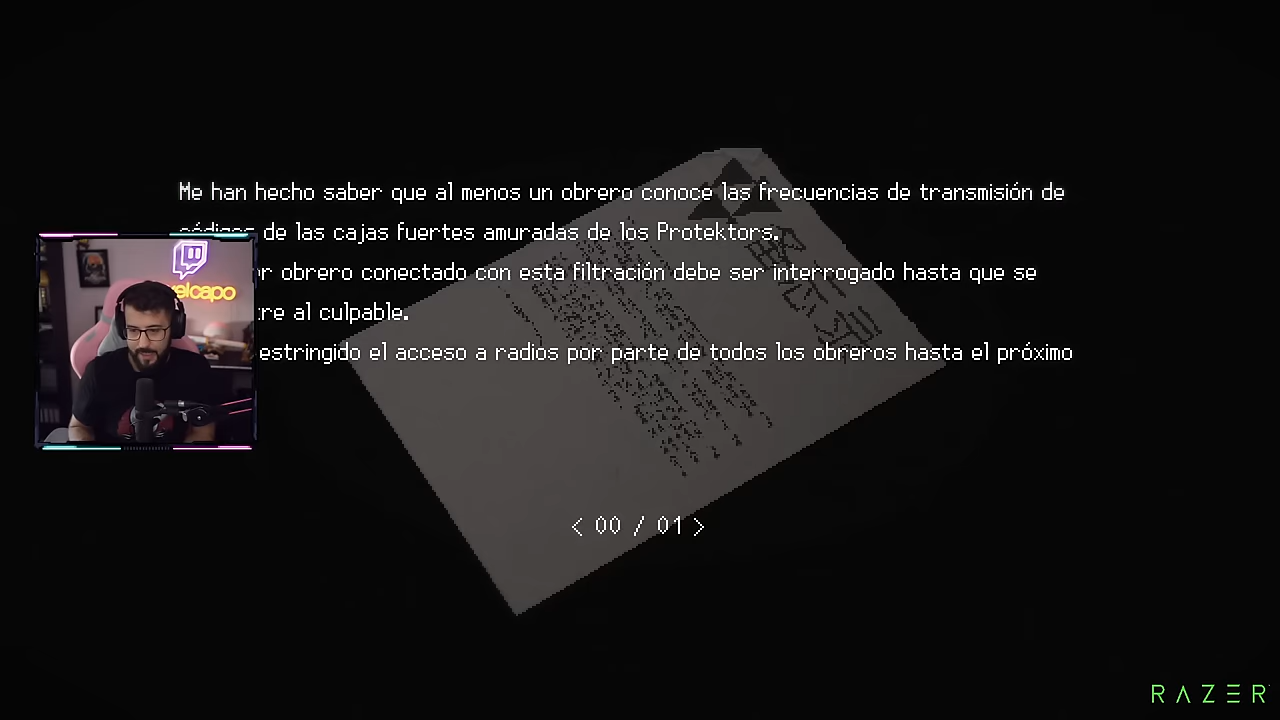 Me han hecho saber que al menos un obrero conoce las frecuencias de transmisión de
de las cajas fuertes amuradas de los Protektors.
obrero conectado con esta filtración debe ser interrogado hasta que se
al culpable.
el acceso a radios por parte de todos los obreros hasta el próximo
elcapo
< 00 / 01 >
RAZER